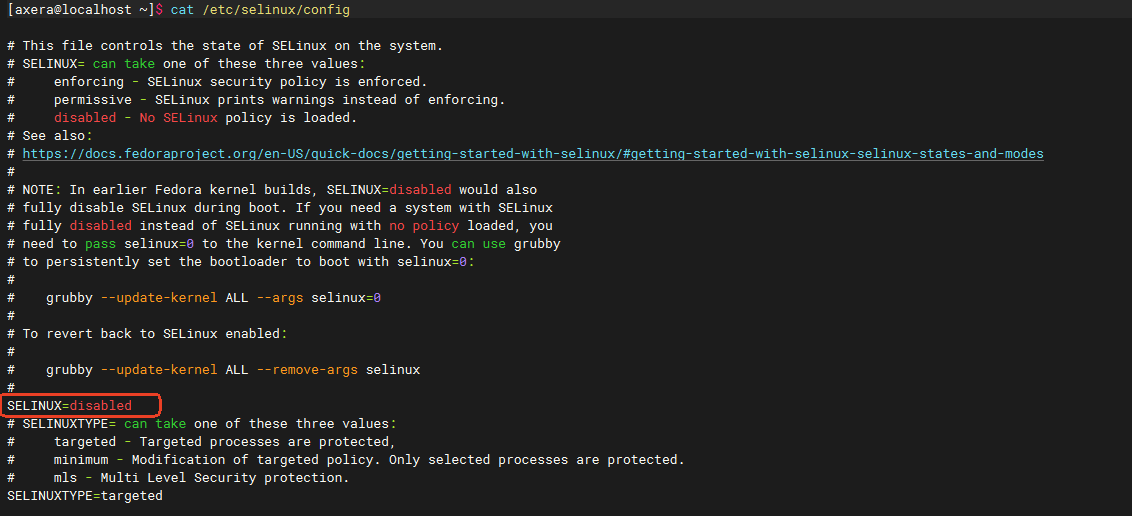 [axera@localhost ~]$ cat /etc/selinux/config

# This file controls the state of SELinux on the system.
# SELINUX= can take one of these three values:
#     enforcing - SELinux security policy is enforced.
#     permissive - SELinux prints warnings instead of enforcing.
#     disabled - No SELinux policy is loaded.
# See also:
# https://docs.fedoraproject.org/en-US/quick-docs/getting-started-with-selinux/#getting-started-with-selinux-selinux-states-and-modes
#
# NOTE: In earlier Fedora kernel builds, SELINUX=disabled would also
# fully disable SELinux during boot. If you need a system with SELinux
# fully disabled instead of SELinux running with no policy loaded, you
# need to pass selinux=0 to the kernel command line. You can use grubby
# to persistently set the bootloader to boot with selinux=0:
#
#    grubby --update-kernel ALL --args selinux=0
#
# To revert back to SELinux enabled:
#
#    grubby --update-kernel ALL --remove-args selinux
#
SELINUX=disabled
# SELINUXTYPE= can take one of these three values:
#     targeted - Targeted processes are protected,
#     minimum - Modification of targeted policy. Only selected processes are protected.
#     mls - Multi Level Security protection.
SELINUXTYPE=targeted